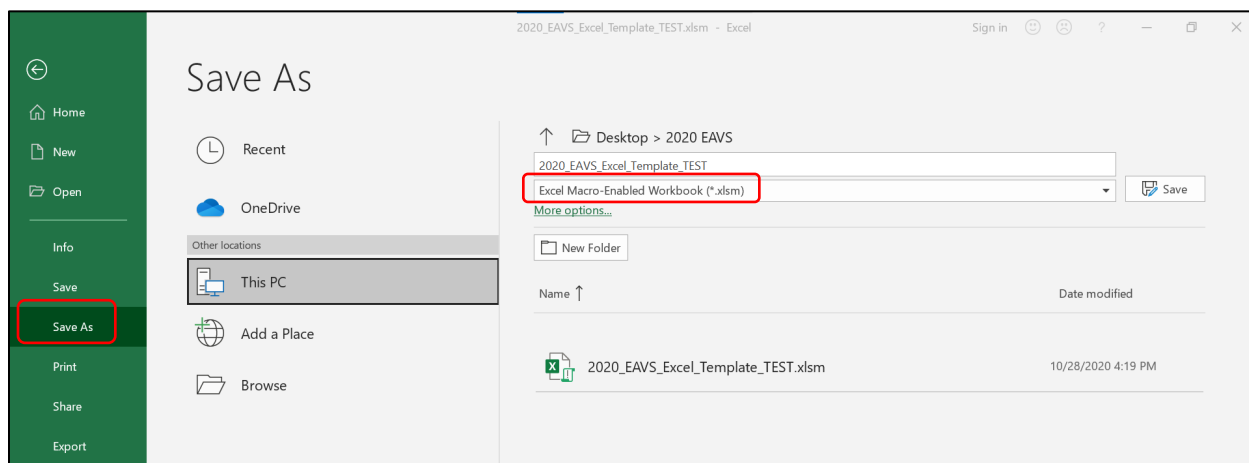 2020_EAVS_Excel_Template_TEST.xlsm - Excel
Sign in
?
Save As
Home
New
Open
Info
Save
Save As
Print
Share
Export
Recent
OneDrive
Other locations
This PC
Add a Place
Browse
Desktop > 2020 EAVS
2020_EAVS_Excel_Template_TEST
Excel Macro-Enabled Workbook (*.xlsm)
Save
More options...
New Folder
Name ↑
Date modified
2020_EAVS_Excel_Template_TEST.xlsm
10/28/2020 4:19 PM